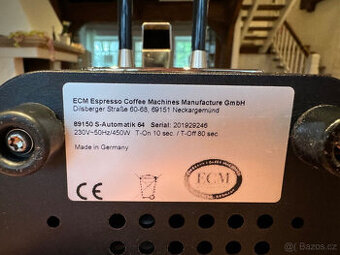 ECM Espresso Coffee Machines Manufacture GmbH
Dilsberger Straße 60-68, 69151 Neckargemünd
89150 S-Automatik 64 Serial: 201929246
230V~50Hz/450W T-On 10 sec. / T-Off 80 sec
Made in Germany
ECM
Bazos.cz